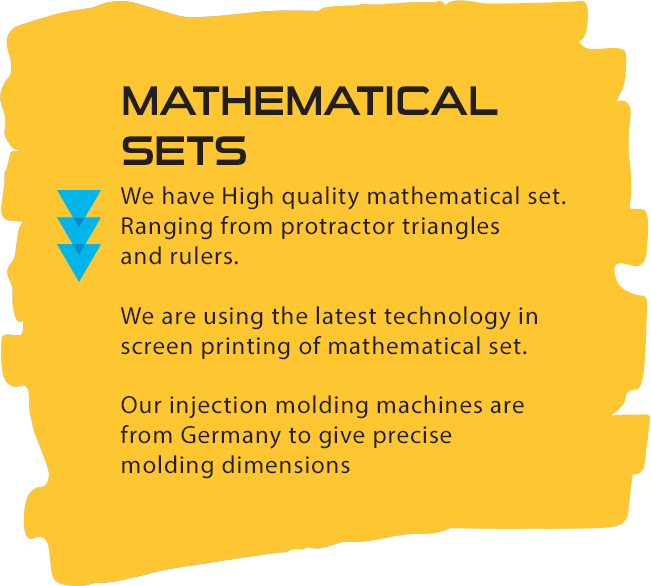 MATHEMATICAL
SETS
We have High quality mathematical set.
Ranging from protractor triangles
and rulers.
We are using the latest technology in
screen printing of mathematical set.
Our injection molding machines are
from Germany to give precise
molding dimensions